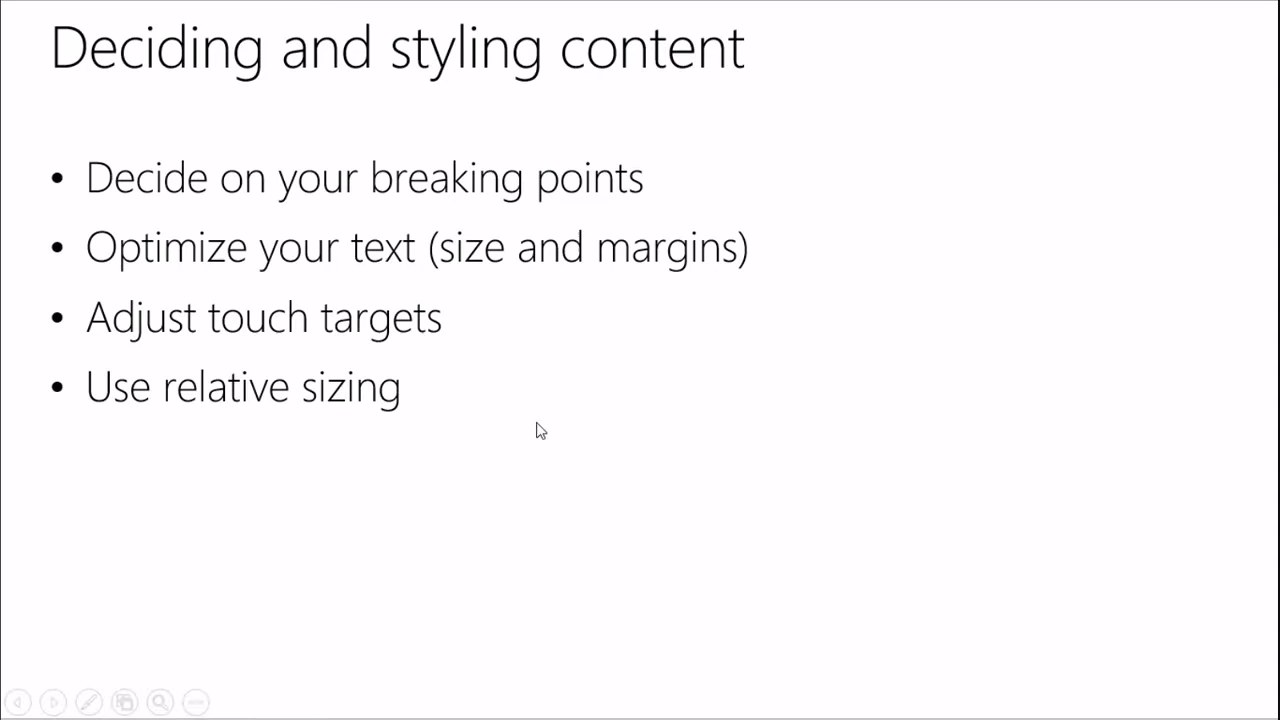 Deciding and styling content
• Decide on your breaking points
• Optimize your text (size and margins)
• Adjust touch targets
• Use relative sizing